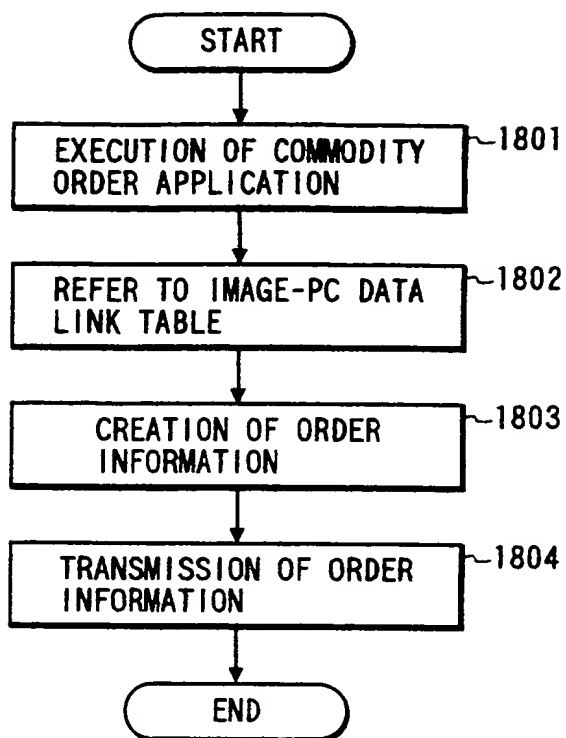 START
EXECUTION OF COMMODITY
ORDER APPLICATION
1801
REFER TO IMAGE-PC DATA
LINK TABLE
1802
CREATION OF ORDER
INFORMATION
1803
TRANSMISSION OF ORDER
INFORMATION
1804
END